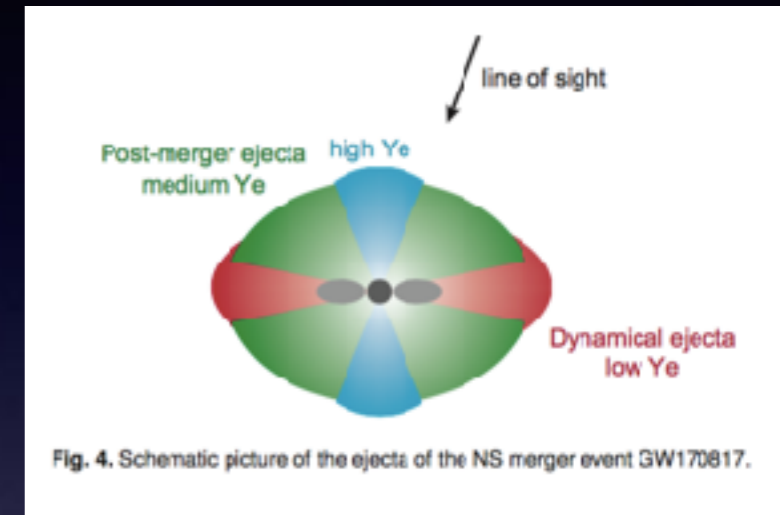 line of sight
Post-merger ejecta
medium Ye
high Ye
Dynamical ejecta
low Ye
Fig. 4. Schematic picture of the ejecta of the NS merger event GW170817.